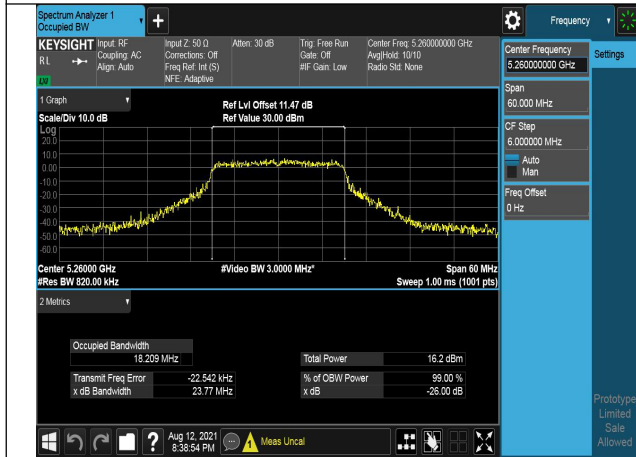 Spectrum Analyzer 1
Occupied BW
+
Frequency
KEYSIGHT
RL
Input: RF
Coupling: AC
Align: Auto
Input Z: 50 Ω
Corrections: Off
Freq Ref: Int (S)
NFE: Adaptive
Atten: 30 dB
Trig: Free Run
Gate: Off
#IF Gain: Low
Center Freq: 5.260000000 GHz
Avg|Hold: 10/10
Radio Std: None
Center Frequency
5.260000000 GHz
Settings
Span
60.000 MHz
CF Step
6.000000 MHz
Auto
Man
Freq Offset
0 Hz
1 Graph
Scale/Div 10.0 dB
Ref Lvl Offset 11.47 dB
Ref Value 30.00 dBm
Log
20.0
10.0
0.00
-10.0
-20.0
-30.0
-40.0
-50.0
-60.0
Center 5.26000 GHz
#Res BW 820.00 kHz
#Video BW 3.0000 MHz*
Span 60 MHz
Sweep 1.00 ms (1001 pts)
2 Metrics
Occupied Bandwidth
18.209 MHz
Total Power 16.2 dBm
Transmit Freq Error -22.542 kHz
% of OBW Power 99.00 %
x dB Bandwidth 23.77 MHz
x dB -26.00 dB
Prototype
Limited
Sale
Allowed
?
Aug 12, 2021
8:38:54 PM
Meas Uncal